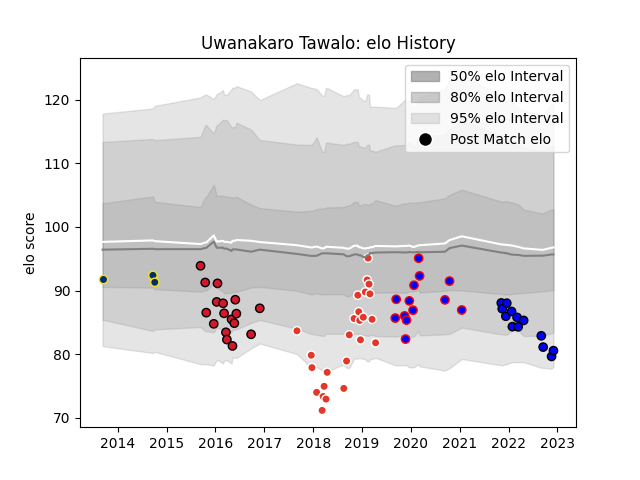 Uwanakaro Tawalo: elo History
50% elo Interval
80% elo Interval
95% elo Interval
Post Match elo
elo score
120
110
100
90
80
70
2014 2015 2016 2017 2018 2019 2020 2021 2022 2023